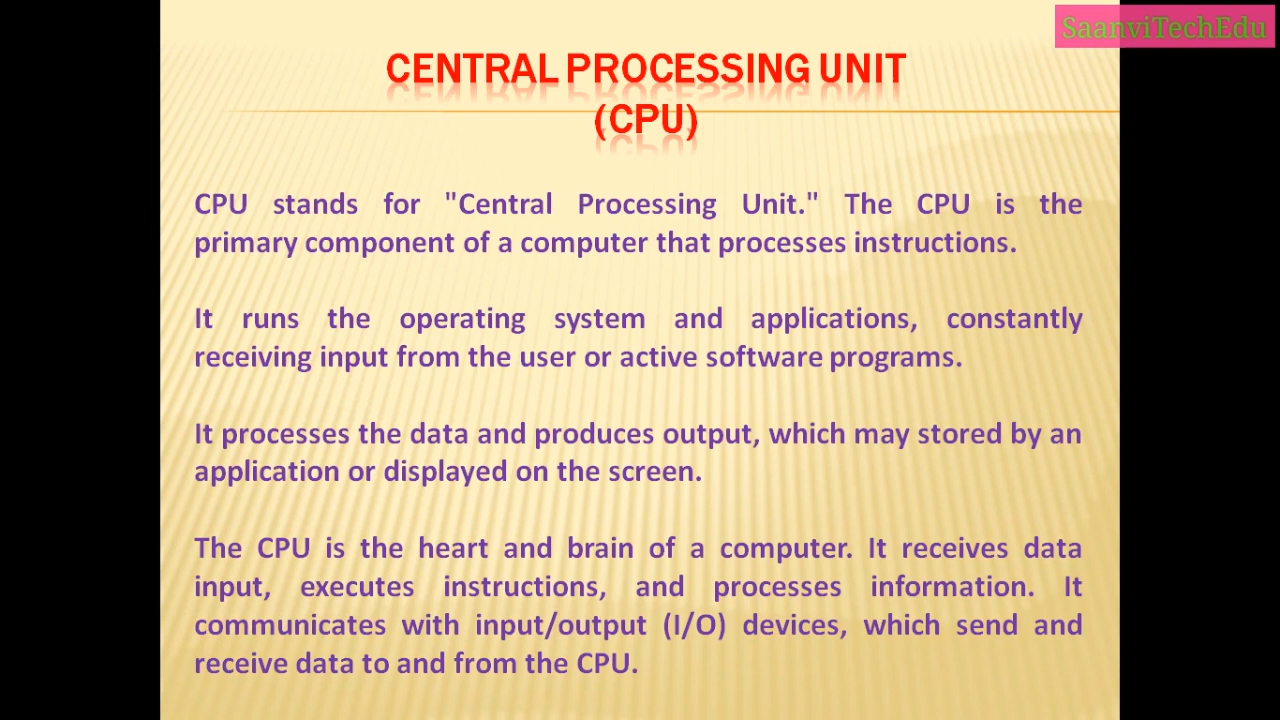 SaanviTechEdu
CENTRAL PROCESSING UNIT
(CPU)
CPU stands for "Central Processing Unit." The CPU is the
primary component of a computer that processes instructions.
It runs the operating system and applications, constantly
receiving input from the user or active software programs.
It processes the data and produces output, which may stored by an
application or displayed on the screen.
The CPU is the heart and brain of a computer. It receives data
input, executes instructions, and processes information. It
communicates with input/output (I/O) devices, which send and
receive data to and from the CPU.